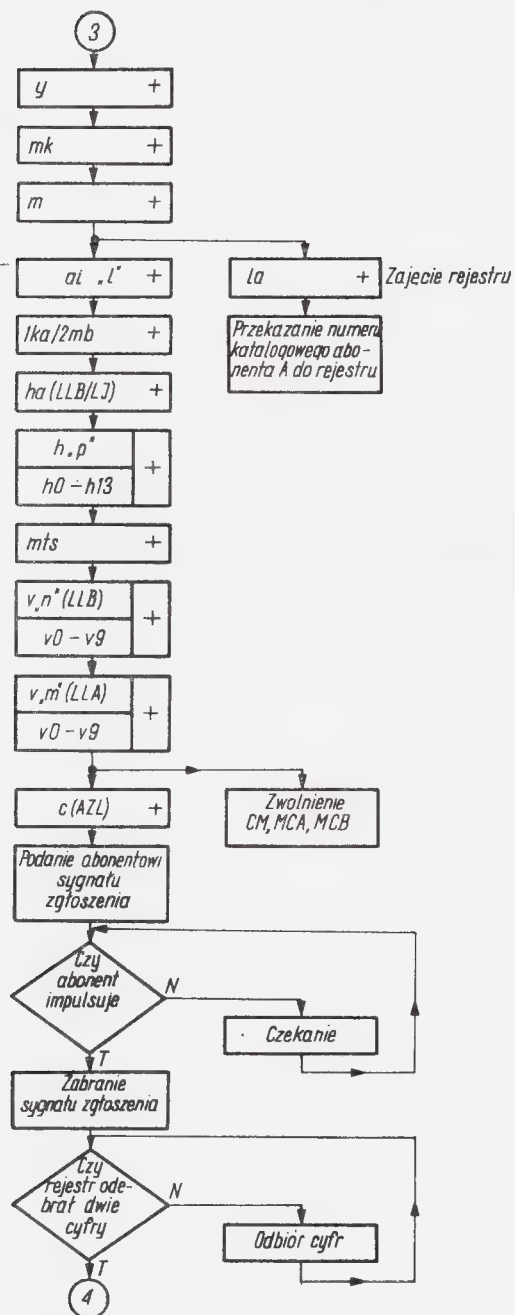 3
y +
mk +
m +
ai „l" +
la +
Zajęcie rejestru
1ka/2mb +
Przekazanie numeru
katalogowego abo-
nenta A do rejestru
ha (LLB/LJ) +
h„p" +
h0 – h13
mts +
v„n" (LLB) +
v0 – v9
v„m" (LLA) +
v0 – v9
c (AZL) +
Zwolnienie
CM, MCA, MCB
Podanie abonentowi
sygnału
zgłoszenia
Czy
abonent
impulsuje
N
Czekanie
T
Zabranie
sygnału zgłoszenia
Czy
rejestr ode-
brał dwie
cyfry
N
Odbiór cyfr
T
4